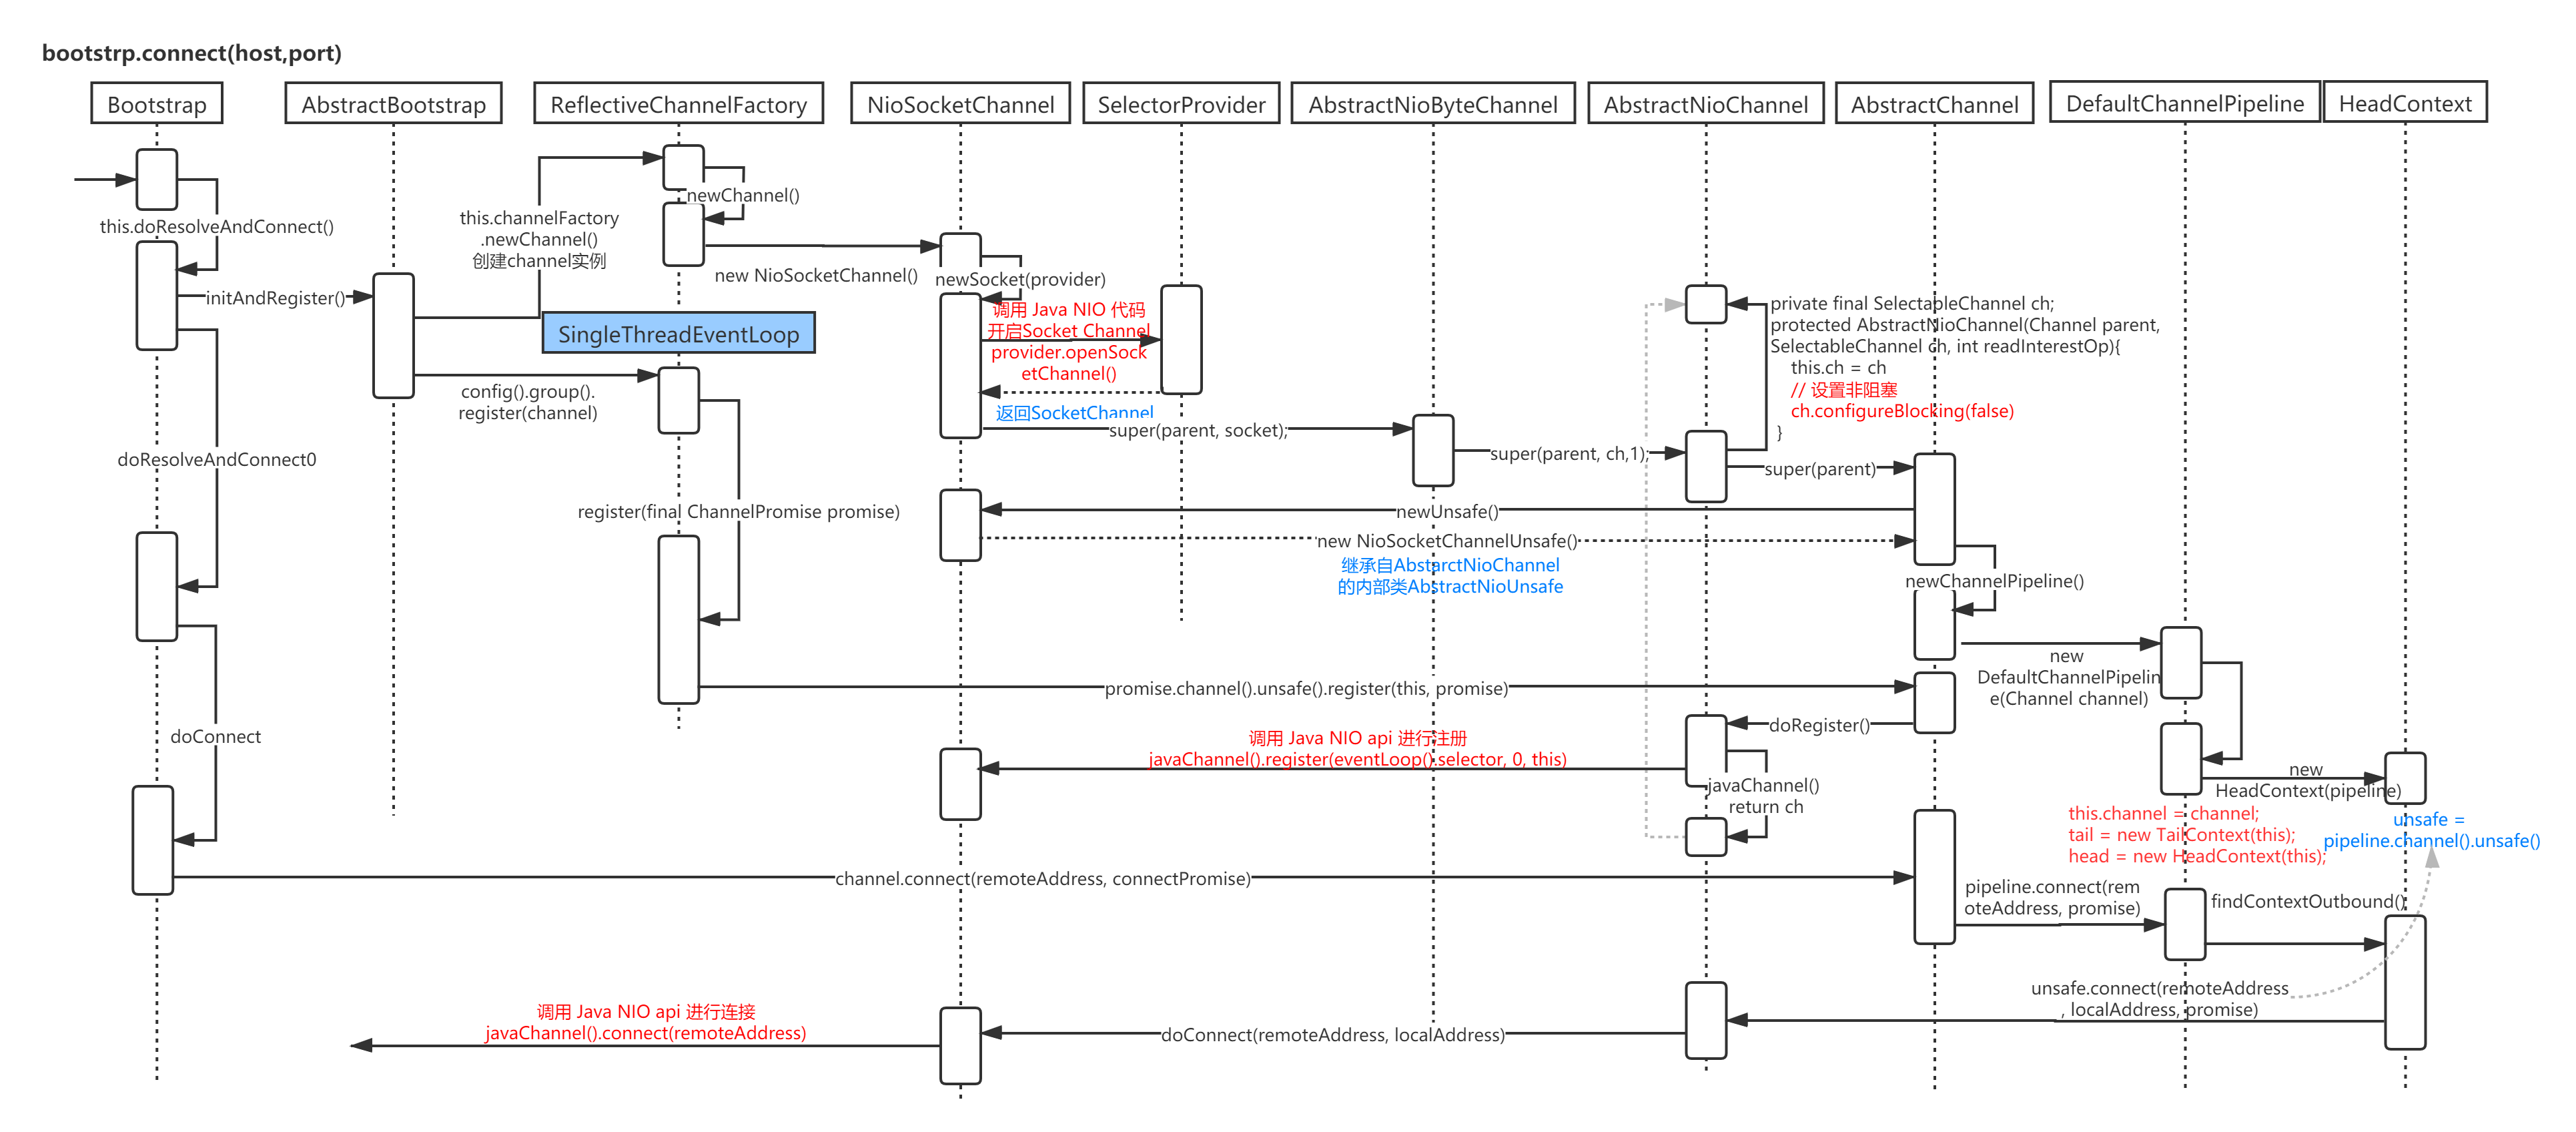 bootstrp.connect(host,port)
Bootstrap
AbstractBootstrap
ReflectiveChannelFactory
NioSocketChannel
SelectorProvider
AbstractNioByteChannel
AbstractNioChannel
AbstractChannel
DefaultChannelPipeline
HeadContext
this.doResolveAndConnect()
initAndRegister()
this.channelFactory
.newChannel()
创建channel实例
newChannel()
new NioSocketChannel()
newSocket(provider)
调用 Java NIO 代码
开启Socket Channel
provider.openSock
etChannel()
返回SocketChannel
SingleThreadEventLoop
config().group().
register(channel)
super(parent, socket);
super(parent, ch,1);
private final SelectableChannel ch;
protected AbstractNioChannel(Channel parent,
SelectableChannel ch, int readInterestOp){
this.ch = ch
// 设置非阻塞
ch.configureBlocking(false)
}
super(parent)
doResolveAndConnect0
register(final ChannelPromise promise)
newUnsafe()
new NioSocketChannelUnsafe()
继承自AbstarctNioChannel
的内部类AbstractNioUnsafe
newChannelPipeline()
new
DefaultChannelPipelin
e(Channel channel)
promise.channel().unsafe().register(this, promise)
doRegister()
doConnect
调用 Java NIO api 进行注册
javaChannel().register(eventLoop().selector, 0, this)
javaChannel()
return ch
new
HeadContext(pipeline)
this.channel = channel;
tail = new TailContext(this);
head = new HeadContext(this);
unsafe =
pipeline.channel().unsafe()
channel.connect(remoteAddress, connectPromise)
pipeline.connect(rem
oteAddress, promise)
findContextOutbound()
unsafe.connect(remoteAddress
, localAddress, promise)
doConnect(remoteAddress, localAddress)
调用 Java NIO api 进行连接
javaChannel().connect(remoteAddress)